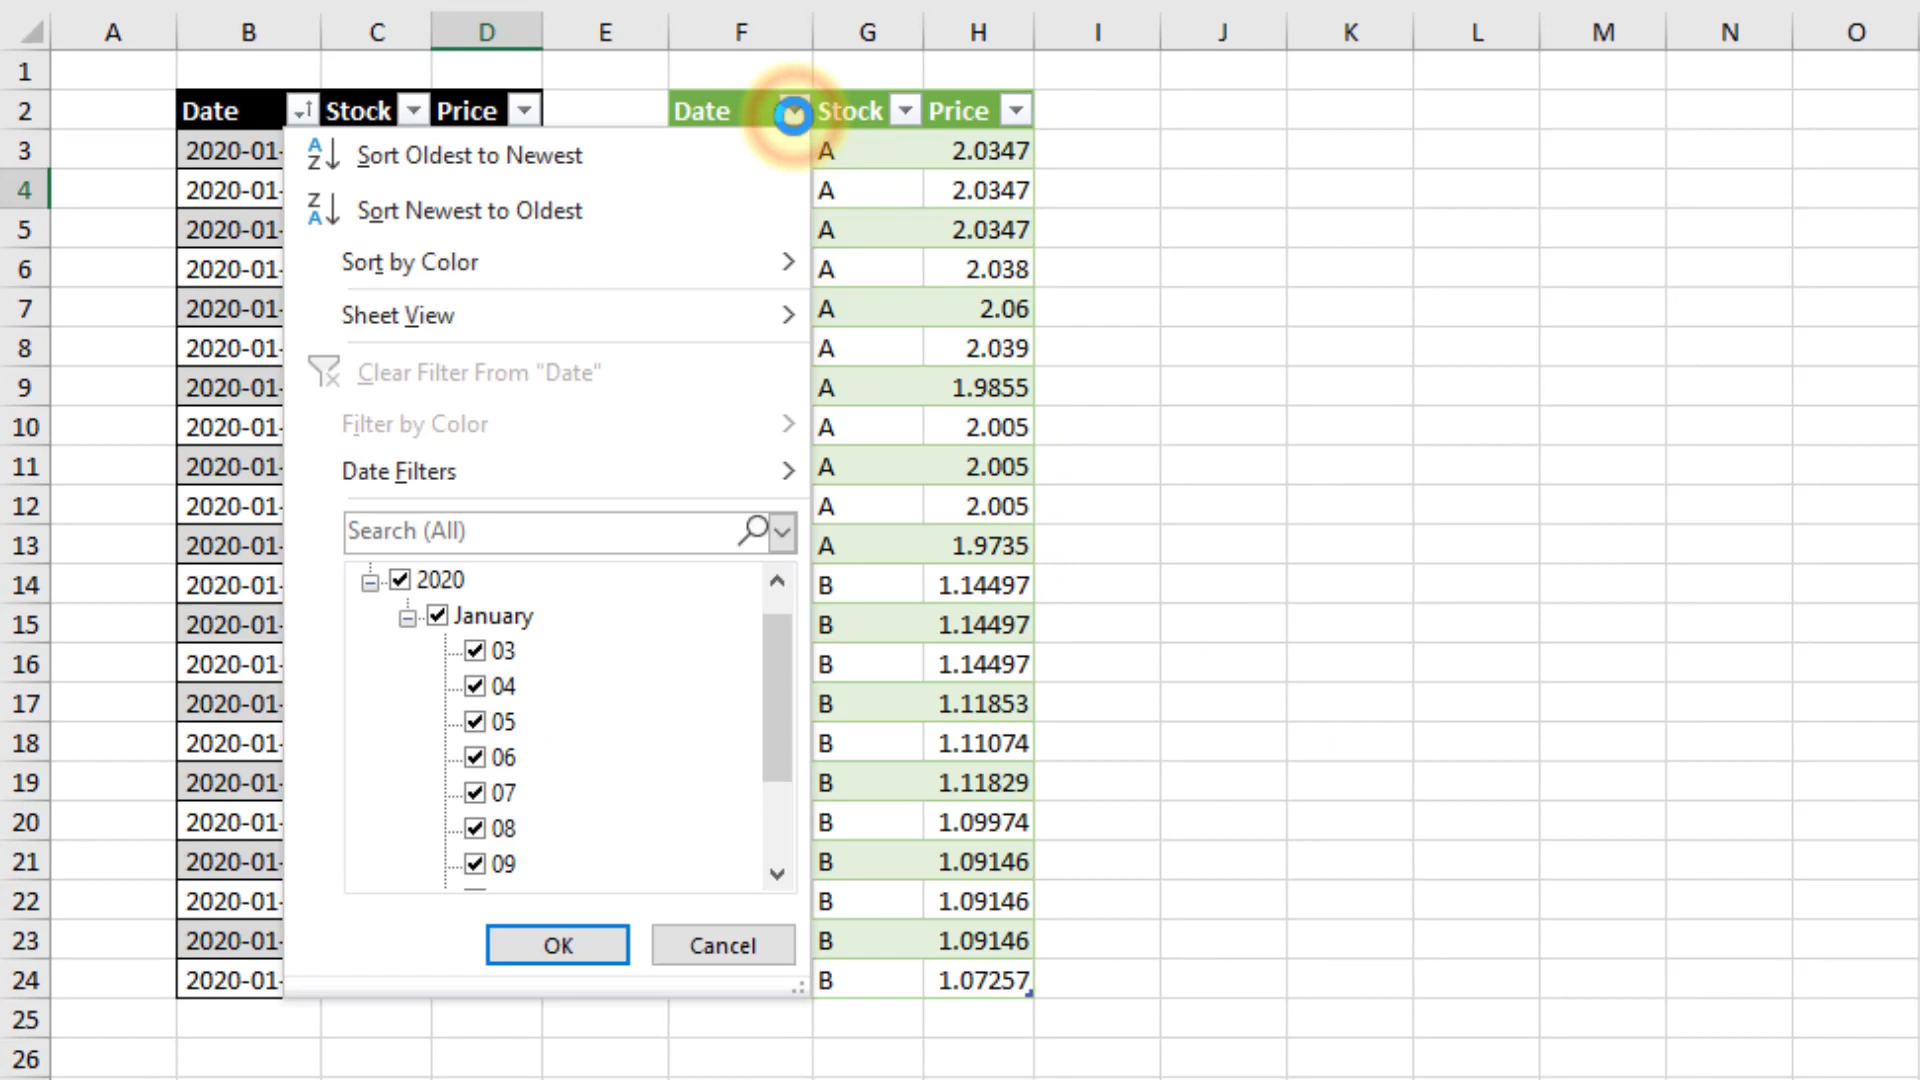 A B C D E F G H I J K L M N O
1
2 Date Stock Price Date Stock Price
3 2020-01- A 2.0347
Sort Oldest to Newest
4 2020-01- A 2.0347
Sort Newest to Oldest
5 2020-01- A 2.0347
6 2020-01- Sort by Color A 2.038
7 2020-01- Sheet View A 2.06
8 2020-01- A 2.039
Clear Filter From "Date"
9 2020-01- A 1.9855
10 2020-01- Filter by Color A 2.005
11 2020-01- Date Filters A 2.005
12 2020-01- A 2.005
Search (All)
13 2020-01- A 1.9735
14 2020-01- 2020 B 1.14497
15 2020-01- January B 1.14497
16 2020-01- 03 B 1.14497
04
17 2020-01- B 1.11853
05
18 2020-01- 06 B 1.11074
19 2020-01- 07 B 1.11829
20 2020-01- 08 B 1.09974
21 2020-01- 09 B 1.09146
22 2020-01- B 1.09146
23 2020-01- OK Cancel B 1.09146
24 2020-01- B 1.07257
25
26